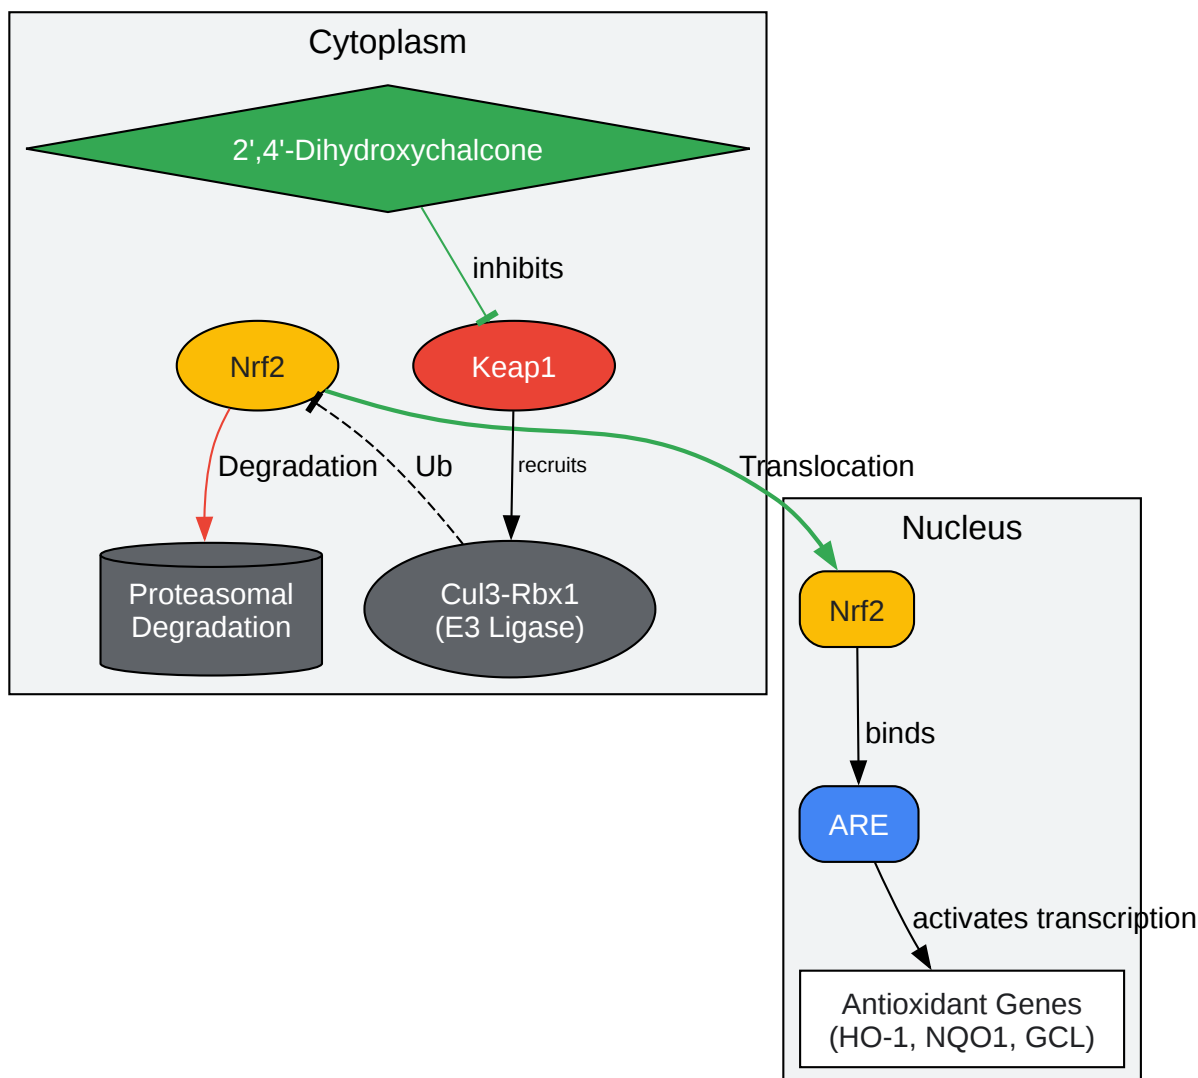 Cytoplasm
2',4'-Dihydroxychalcone
inhibits
Nrf2
Keap1
Degradation
Ub
recruits
Translocation
Proteasomal
Degradation
Cul3-Rbx1
(E3 Ligase)
Nucleus
Nrf2
binds
ARE
activates transcription
Antioxidant Genes
(HO-1, NQO1, GCL)